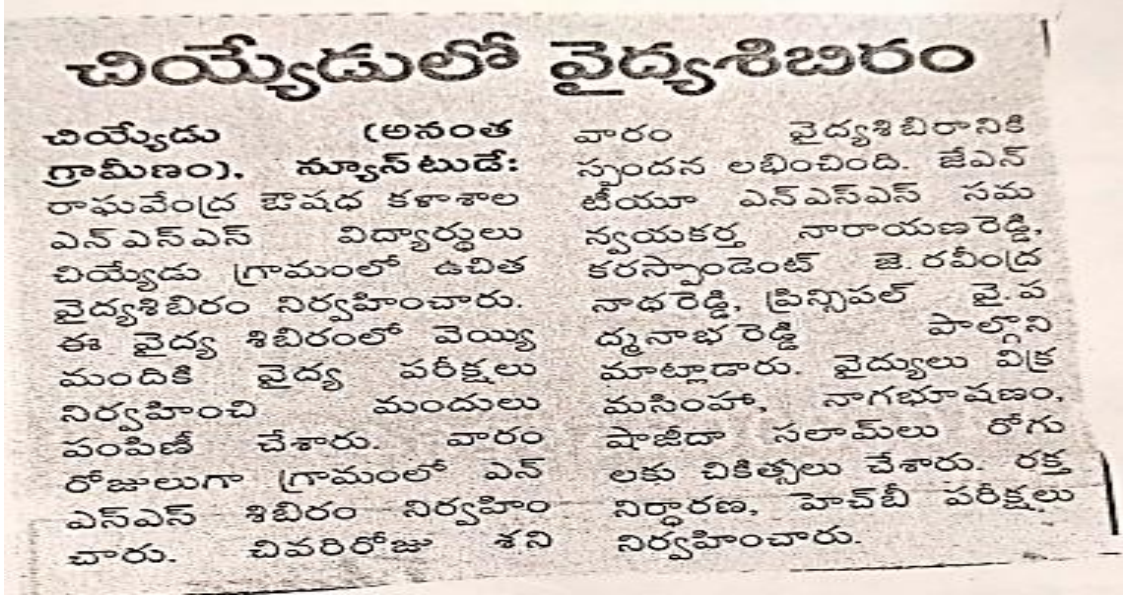 చియ్యేడులో వైద్యశిబిరం
చియ్యేడు (అనంత
గ్రామీణం), న్యూస్‌టుడే:
రాఘవేంద్ర ఔషధ కళాశాల
ఎన్ఎస్ఎస్ విద్యార్థులు
చియ్యేడు గ్రామంలో ఉచిత
వైద్యశిబిరం నిర్వహించారు.
ఈ వైద్య శిబిరంలో వెయ్యి
మందికి వైద్య పరీక్షలు
నిర్వహించి మందులు
పంపిణీ చేశారు. వారం
రోజులుగా గ్రామంలో ఎన్
ఎస్ఎస్ శిబిరం నిర్వహిం
చారు. చివరిరోజు శని
వారం వైద్యశిబిరానికి
స్పందన లభించింది. జేఎన్
టీయూ ఎన్ఎస్ఎస్ సమ
న్వయకర్త నారాయణరెడ్డి,
కరస్పాండెంట్ జె.రవీంద్ర
నాథరెడ్డి, ప్రిన్సిపల్ వై.ప
ద్మనాభ రెడ్డి పాల్గొని
మాట్లాడారు. వైద్యులు విక్ర
మసింహా, నాగభూషణం,
షాజీదా సలామ్‌లు రోగు
లకు చికిత్సలు చేశారు. రక్త
నిర్ధారణ, హెచ్‌బీ పరీక్షలు
నిర్వహించారు.